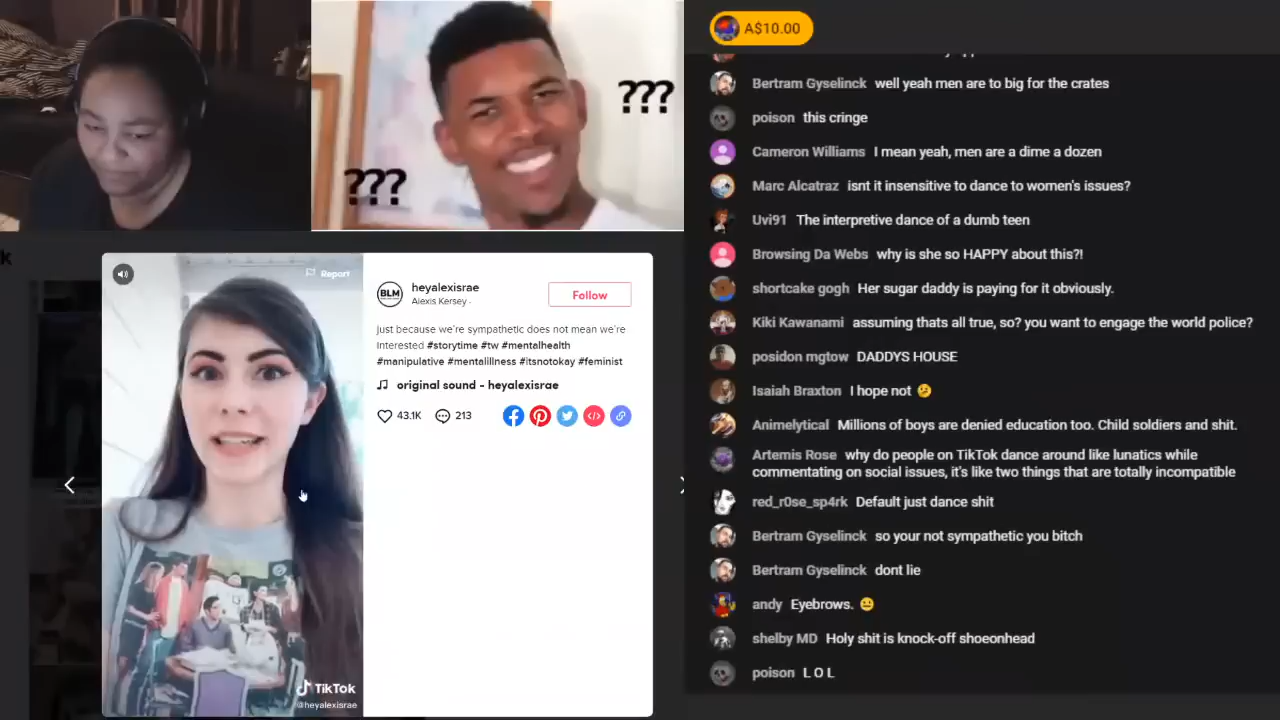 A$10.00
???
???
Bertram Gyselinck well yeah men are to big for the crates
poison this cringe
Cameron Williams I mean yeah, men are a dime a dozen
Marc Alcatraz isnt it insensitive to dance to women's issues?
Uvi91 The interpretive dance of a dumb teen
Browsing Da Webs why is she so HAPPY about this?!
shortcake gogh Her sugar daddy is paying for it obviously.
Kiki Kawanami assuming thats all true, so? you want to engage the world police?
posidon mgtow DADDYS HOUSE
Isaiah Braxton I hope not 😕
Animelytical Millions of boys are denied education too. Child soldiers and shit.
Artemis Rose why do people on TikTok dance around like lunatics while
commentating on social issues, it's like two things that are totally incompatible
red_r0se_sp4rk Default just dance shit
Bertram Gyselinck so your not sympathetic you bitch
Bertram Gyselinck dont lie
andy Eyebrows. 😐
shelby MD Holy shit is knock-off shoeonhead
poison L O L
k
Report
BLM
heyalexisrae
Alexis Kersey ·
Follow
just because we're sympathetic does not mean we're
interested #storytime #tw #mentalhealth
#manipulative #mentalillness #itsnotokay #feminist
original sound - heyalexisrae
43.1K 213
TikTok
@heyalexisrae